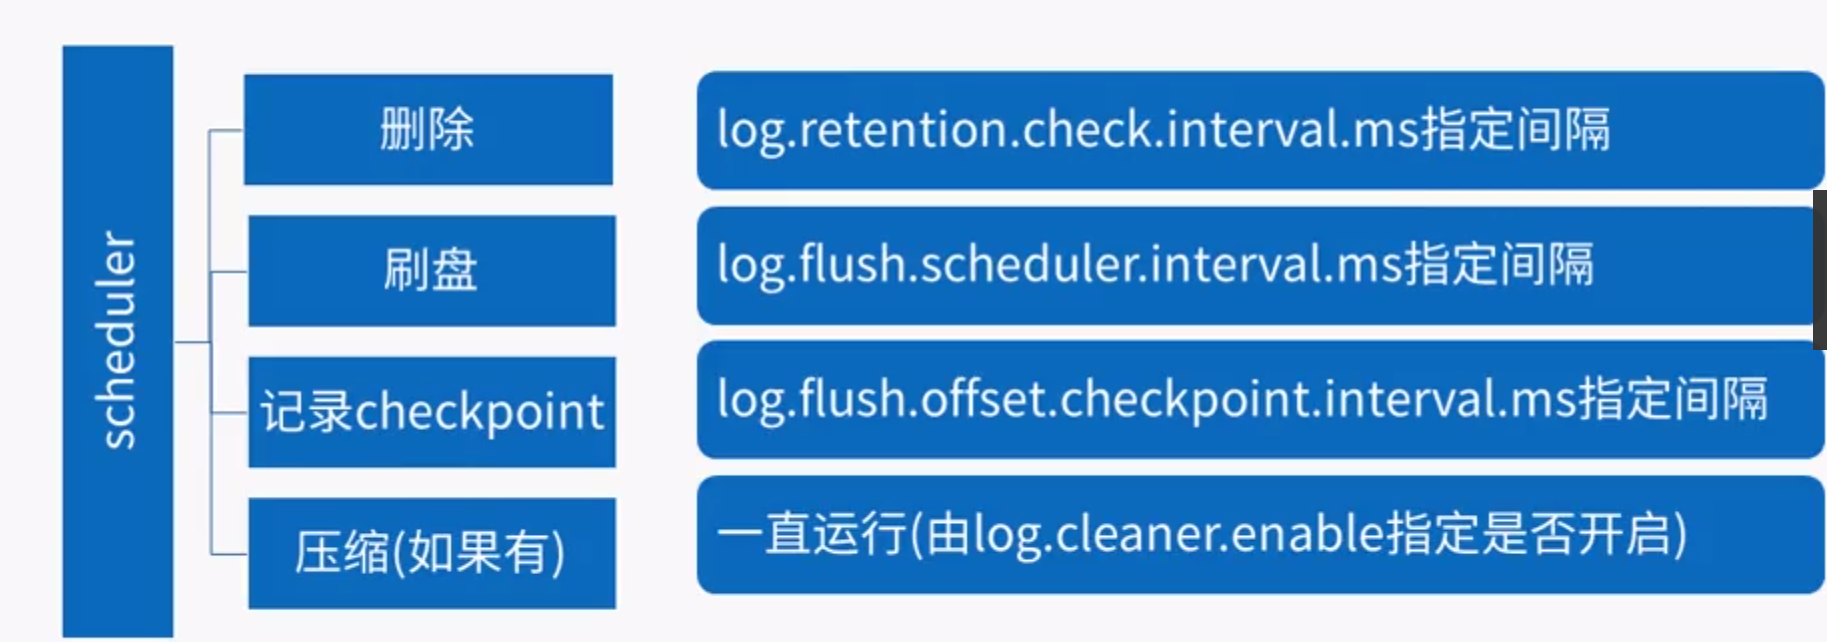 scheduler
删除
log.retention.check.interval.ms指定间隔
刷盘
log.flush.scheduler.interval.ms指定间隔
记录checkpoint
log.flush.offset.checkpoint.interval.ms指定间隔
压缩(如果有)
一直运行(由log.cleaner.enable指定是否开启)